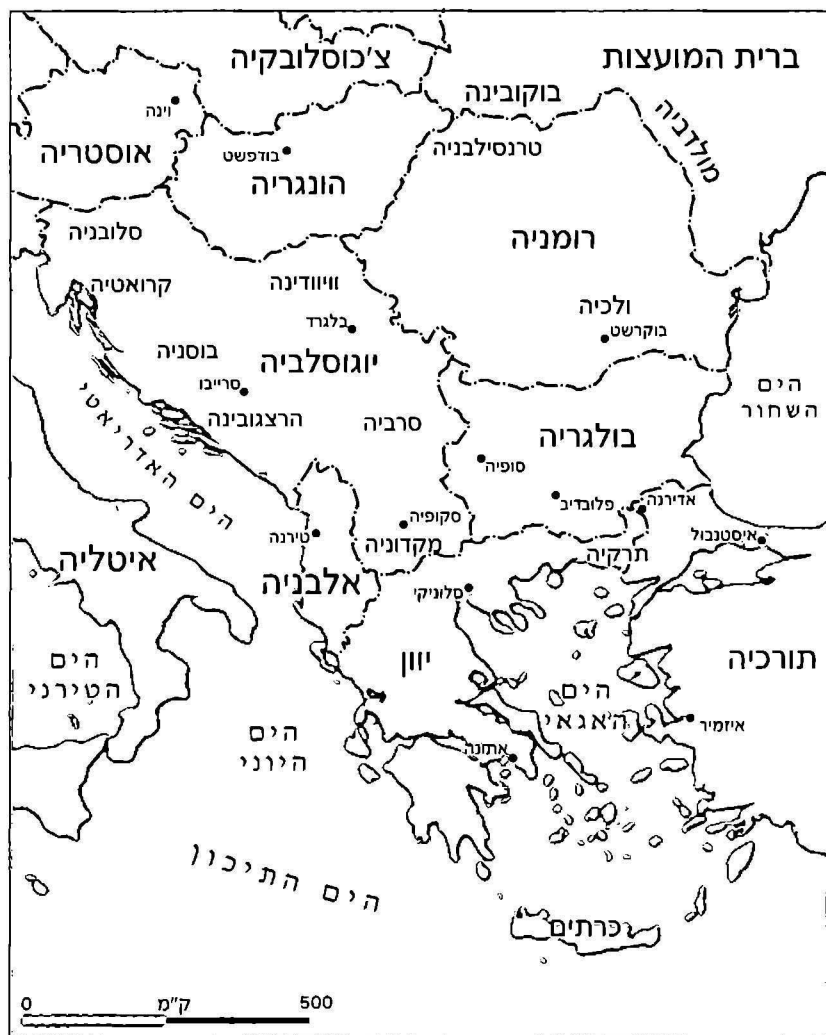 ברית המועצות
צ'כוסלובקיה
בוקובינה
מולדביה
וינה
אוסטריה
בודפשט
הונגריה
טרנסילבניה
סלובניה
רומניה
קרואטיה
וויוודינה
ולכיה
בוקרשט
בלגרד
בוסניה
יוגוסלביה
סרייבו
הרצגובינה
סרביה
הים
השחור
בולגריה
סופיה
פלובדיב
אדירנה
הים האדריאטי
סקופיה
מקדוניה
טירנה
אלבניה
תרקיה
איסטנבול
איטליה
סלוניקי
יוון
תורכיה
הים
הטירני
הים
האגאי
איזמיר
הים
היוני
אתונה
הים התיכון
כרתים
0 ק"מ 500